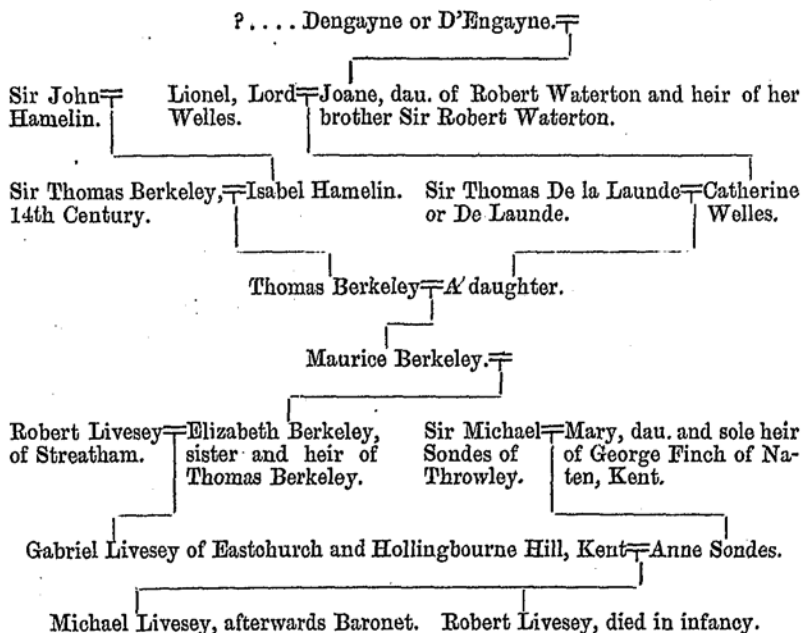 ?.... Dengayne or D'Engayne.
Sir John Hamelin.
Lionel, Lord Welles.
Joane, dau. of Robert Waterton and heir of her
brother Sir Robert Waterton.
Sir Thomas Berkeley,
14th Century.
Isabel Hamelin.
Sir Thomas De la Launde
or De Launde.
Catherine
Welles.
Thomas Berkeley
A daughter.
Maurice Berkeley.
Robert Livesey
of Streatham.
Elizabeth Berkeley,
sister and heir of
Thomas Berkeley.
Sir Michael
Sondes of
Throwley.
Mary, dau. and sole heir
of George Finch of Na-
ten, Kent.
Gabriel Livesey of Eastchurch and Hollingbourne Hill, Kent
Anne Sondes.
Michael Livesey, afterwards Baronet.
Robert Livesey, died in infancy.